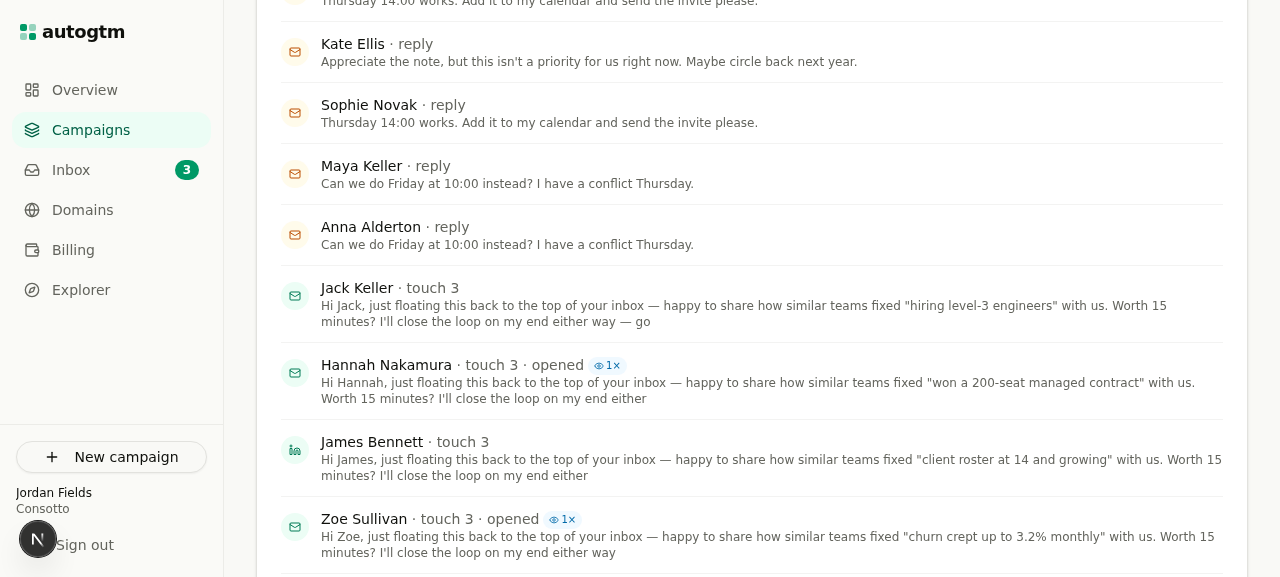 autogtm
Overview
Campaigns
Inbox
3
Domains
Billing
Explorer
New campaign
Jordan Fields
Consotto
N
Sign out
Thursday 14:00 works. Add it to my calendar and send the invite please.
Kate Ellis · reply
Appreciate the note, but this isn't a priority for us right now. Maybe circle back next year.
Sophie Novak · reply
Thursday 14:00 works. Add it to my calendar and send the invite please.
Maya Keller · reply
Can we do Friday at 10:00 instead? I have a conflict Thursday.
Anna Alderton · reply
Can we do Friday at 10:00 instead? I have a conflict Thursday.
Jack Keller · touch 3
Hi Jack, just floating this back to the top of your inbox — happy to share how similar teams fixed "hiring level-3 engineers" with us. Worth 15
minutes? I'll close the loop on my end either way — go
Hannah Nakamura · touch 3 · opened 1×
Hi Hannah, just floating this back to the top of your inbox — happy to share how similar teams fixed "won a 200-seat managed contract" with us.
Worth 15 minutes? I'll close the loop on my end either
James Bennett · touch 3
Hi James, just floating this back to the top of your inbox — happy to share how similar teams fixed "client roster at 14 and growing" with us. Worth 15
minutes? I'll close the loop on my end either
Zoe Sullivan · touch 3 · opened 1×
Hi Zoe, just floating this back to the top of your inbox — happy to share how similar teams fixed "churn crept up to 3.2% monthly" with us. Worth 15
minutes? I'll close the loop on my end either way